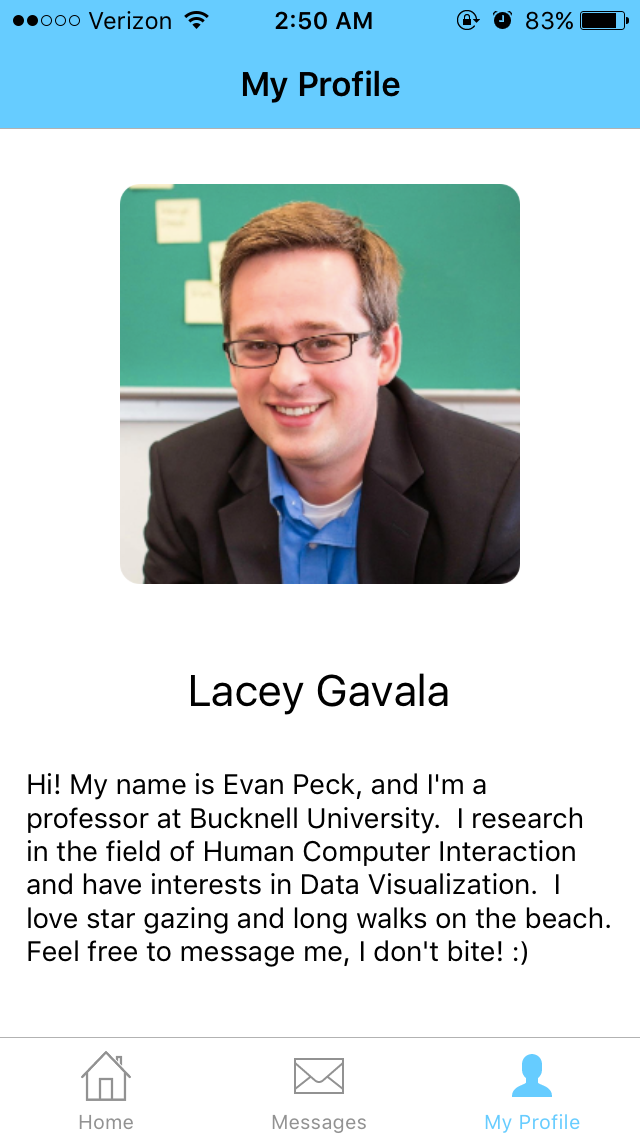 Verizon 2:50 AM 83%
My Profile
Lacey Gavala
Hi! My name is Evan Peck, and I'm a
professor at Bucknell University.  I research
in the field of Human Computer Interaction
and have interests in Data Visualization.  I
love star gazing and long walks on the beach.
Feel free to message me, I don't bite! :)
Home Messages My Profile